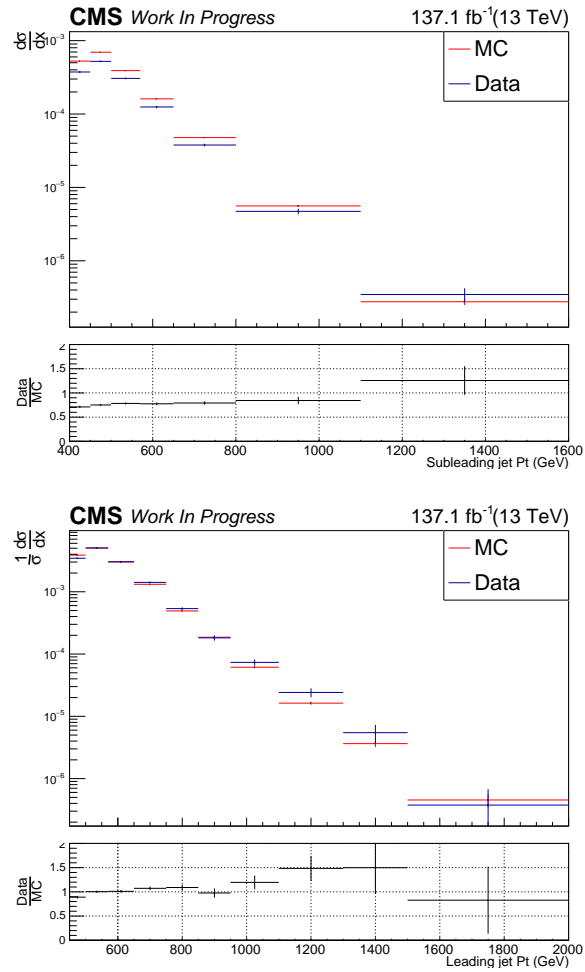 CMS Work In Progress 137.1 fb⁻¹(13 TeV)
dσ
dx
MC
Data
10⁻³
10⁻⁴
10⁻⁵
10⁻⁶
Data
MC
2
1.5
1
0.5
0
400 600 800 1000 1200 1400 1600
Subleading jet Pt (GeV)
CMS Work In Progress 137.1 fb⁻¹(13 TeV)
1 dσ
σ dx
MC
Data
10⁻³
10⁻⁴
10⁻⁵
10⁻⁶
Data
MC
2
1.5
1
0.5
0
600 800 1000 1200 1400 1600 1800 2000
Leading jet Pt (GeV)